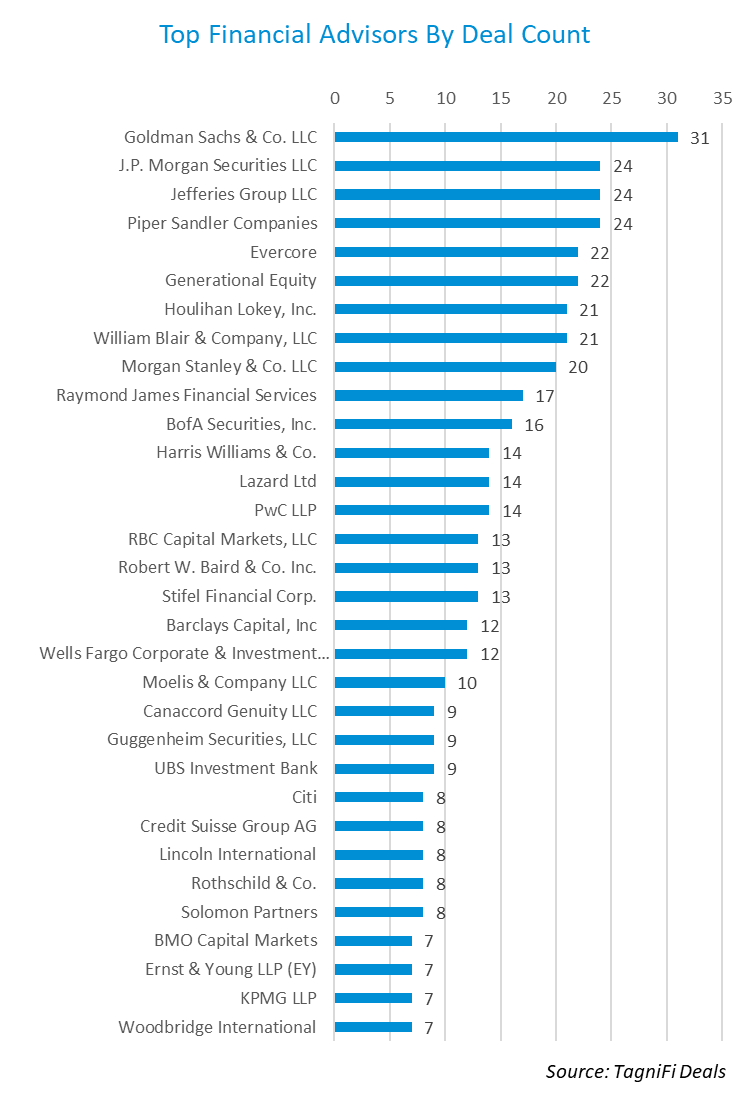 Top Financial Advisors By Deal Count
0 5 10 15 20 25 30 35
Goldman Sachs & Co. LLC 31
J.P. Morgan Securities LLC 24
Jefferies Group LLC 24
Piper Sandler Companies 24
Evercore 22
Generational Equity 22
Houlihan Lokey, Inc. 21
William Blair & Company, LLC 21
Morgan Stanley & Co. LLC 20
Raymond James Financial Services 17
BofA Securities, Inc. 16
Harris Williams & Co. 14
Lazard Ltd 14
PwC LLP 14
RBC Capital Markets, LLC 13
Robert W. Baird & Co. Inc. 13
Stifel Financial Corp. 13
Barclays Capital, Inc 12
Wells Fargo Corporate & Investment... 12
Moelis & Company LLC 10
Canaccord Genuity LLC 9
Guggenheim Securities, LLC 9
UBS Investment Bank 9
Citi 8
Credit Suisse Group AG 8
Lincoln International 8
Rothschild & Co. 8
Solomon Partners 8
BMO Capital Markets 7
Ernst & Young LLP (EY) 7
KPMG LLP 7
Woodbridge International 7
Source: TagniFi Deals